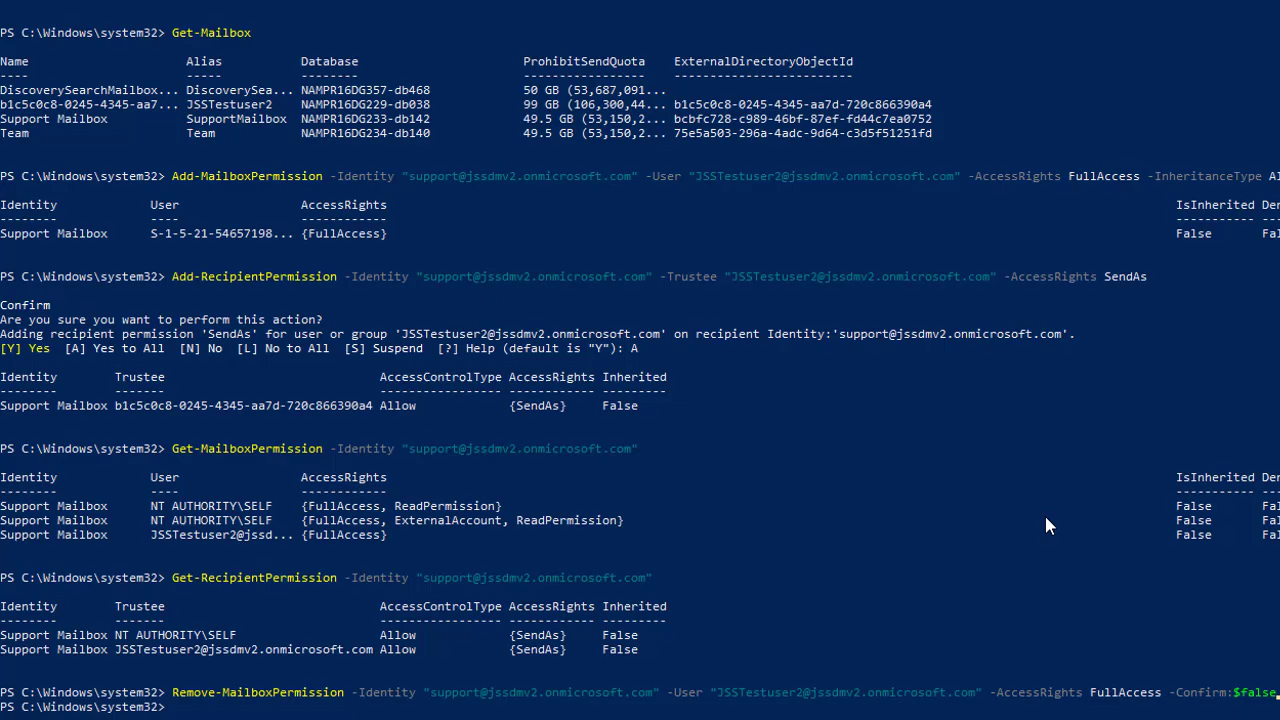 PS C:\Windows\system32> Get-Mailbox
Name Alias Database ProhibitSendQuota ExternalDirectoryObjectId
---- ----- -------- ----------------- -------------------------
DiscoverySearchMailbox... DiscoverySea... NAMPR16DG357-db468 50 GB (53,687,091...
b1c5c0c8-0245-4345-aa7... JSSTestuser2 NAMPR16DG229-db038 99 GB (106,300,44... b1c5c0c8-0245-4345-aa7d-720c866390a4
Support Mailbox SupportMailbox NAMPR16DG233-db142 49.5 GB (53,150,2... bcbfc728-c989-46bf-87ef-fd44c7ea0752
Team Team NAMPR16DG234-db140 49.5 GB (53,150,2... 75e5a503-296a-4adc-9d64-c3d5f51251fd
PS C:\Windows\system32> Add-MailboxPermission -Identity "support@jssdmv2.onmicrosoft.com" -User "JSSTestuser2@jssdmv2.onmicrosoft.com" -AccessRights FullAccess -InheritanceType Al
Identity User AccessRights IsInherited Den
-------- ---- ------------ ----------- ---
Support Mailbox S-1-5-21-54657198... {FullAccess} False Fal
PS C:\Windows\system32> Add-RecipientPermission -Identity "support@jssdmv2.onmicrosoft.com" -Trustee "JSSTestuser2@jssdmv2.onmicrosoft.com" -AccessRights SendAs
Confirm
Are you sure you want to perform this action?
Adding recipient permission 'SendAs' for user or group 'JSSTestuser2@jssdmv2.onmicrosoft.com' on recipient Identity:'support@jssdmv2.onmicrosoft.com'.
[Y] Yes [A] Yes to All [N] No [L] No to All [S] Suspend [?] Help (default is "Y"): A
Identity Trustee AccessControlType AccessRights Inherited
-------- ------- ----------------- ------------ ---------
Support Mailbox b1c5c0c8-0245-4345-aa7d-720c866390a4 Allow {SendAs} False
PS C:\Windows\system32> Get-MailboxPermission -Identity "support@jssdmv2.onmicrosoft.com"
Identity User AccessRights IsInherited Den
-------- ---- ------------ ----------- ---
Support Mailbox NT AUTHORITY\SELF {FullAccess, ReadPermission} False Fal
Support Mailbox NT AUTHORITY\SELF {FullAccess, ExternalAccount, ReadPermission} False Fal
Support Mailbox JSSTestuser2@jssd... {FullAccess} False Fal
PS C:\Windows\system32> Get-RecipientPermission -Identity "support@jssdmv2.onmicrosoft.com"
Identity Trustee AccessControlType AccessRights Inherited
-------- ------- ----------------- ------------ ---------
Support Mailbox NT AUTHORITY\SELF Allow {SendAs} False
Support Mailbox JSSTestuser2@jssdmv2.onmicrosoft.com Allow {SendAs} False
PS C:\Windows\system32> Remove-MailboxPermission -Identity "support@jssdmv2.onmicrosoft.com" -User "JSSTestuser2@jssdmv2.onmicrosoft.com" -AccessRights FullAccess -Confirm:$false
PS C:\Windows\system32>